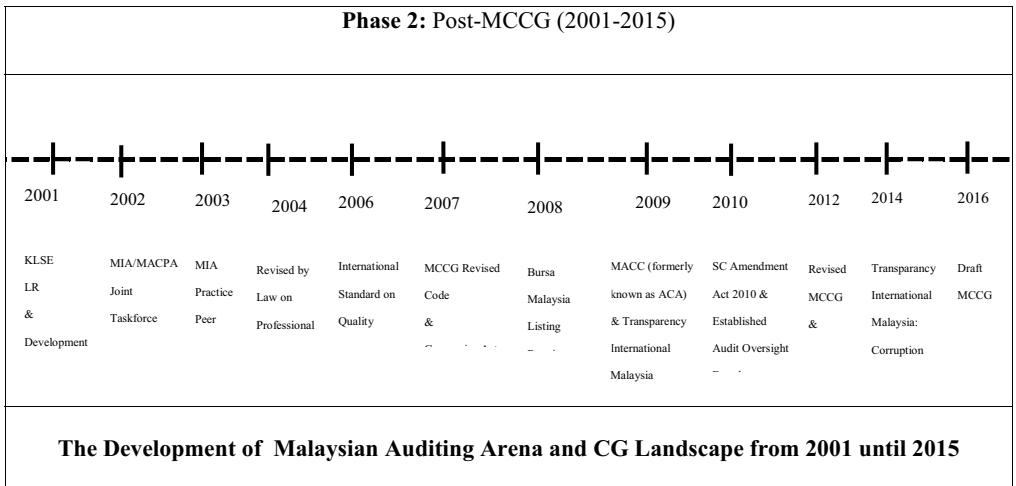 Phase 2: Post-MCCG (2001-2015)
2001
2002
2003
2004
2006
2007
2008
2009
2010
2012
2014
2016
KLSE
LR
&
Development
MIA/MACPA
Joint
Taskforce
MIA
Practice
Peer
Revised by
Law on
Professional
International
Standard on
Quality
MCCG Revised
Code
&
Bursa
Malaysia
Listing
MACC (formerly
known as ACA)
& Transparency
International
Malaysia
SC Amendment
Act 2010 &
Established
Audit Oversight
Revised
MCCG
&
Transparancy
International
Malaysia:
Corruption
Draft
MCCG
The Development of Malaysian Auditing Arena and CG Landscape from 2001 until 2015